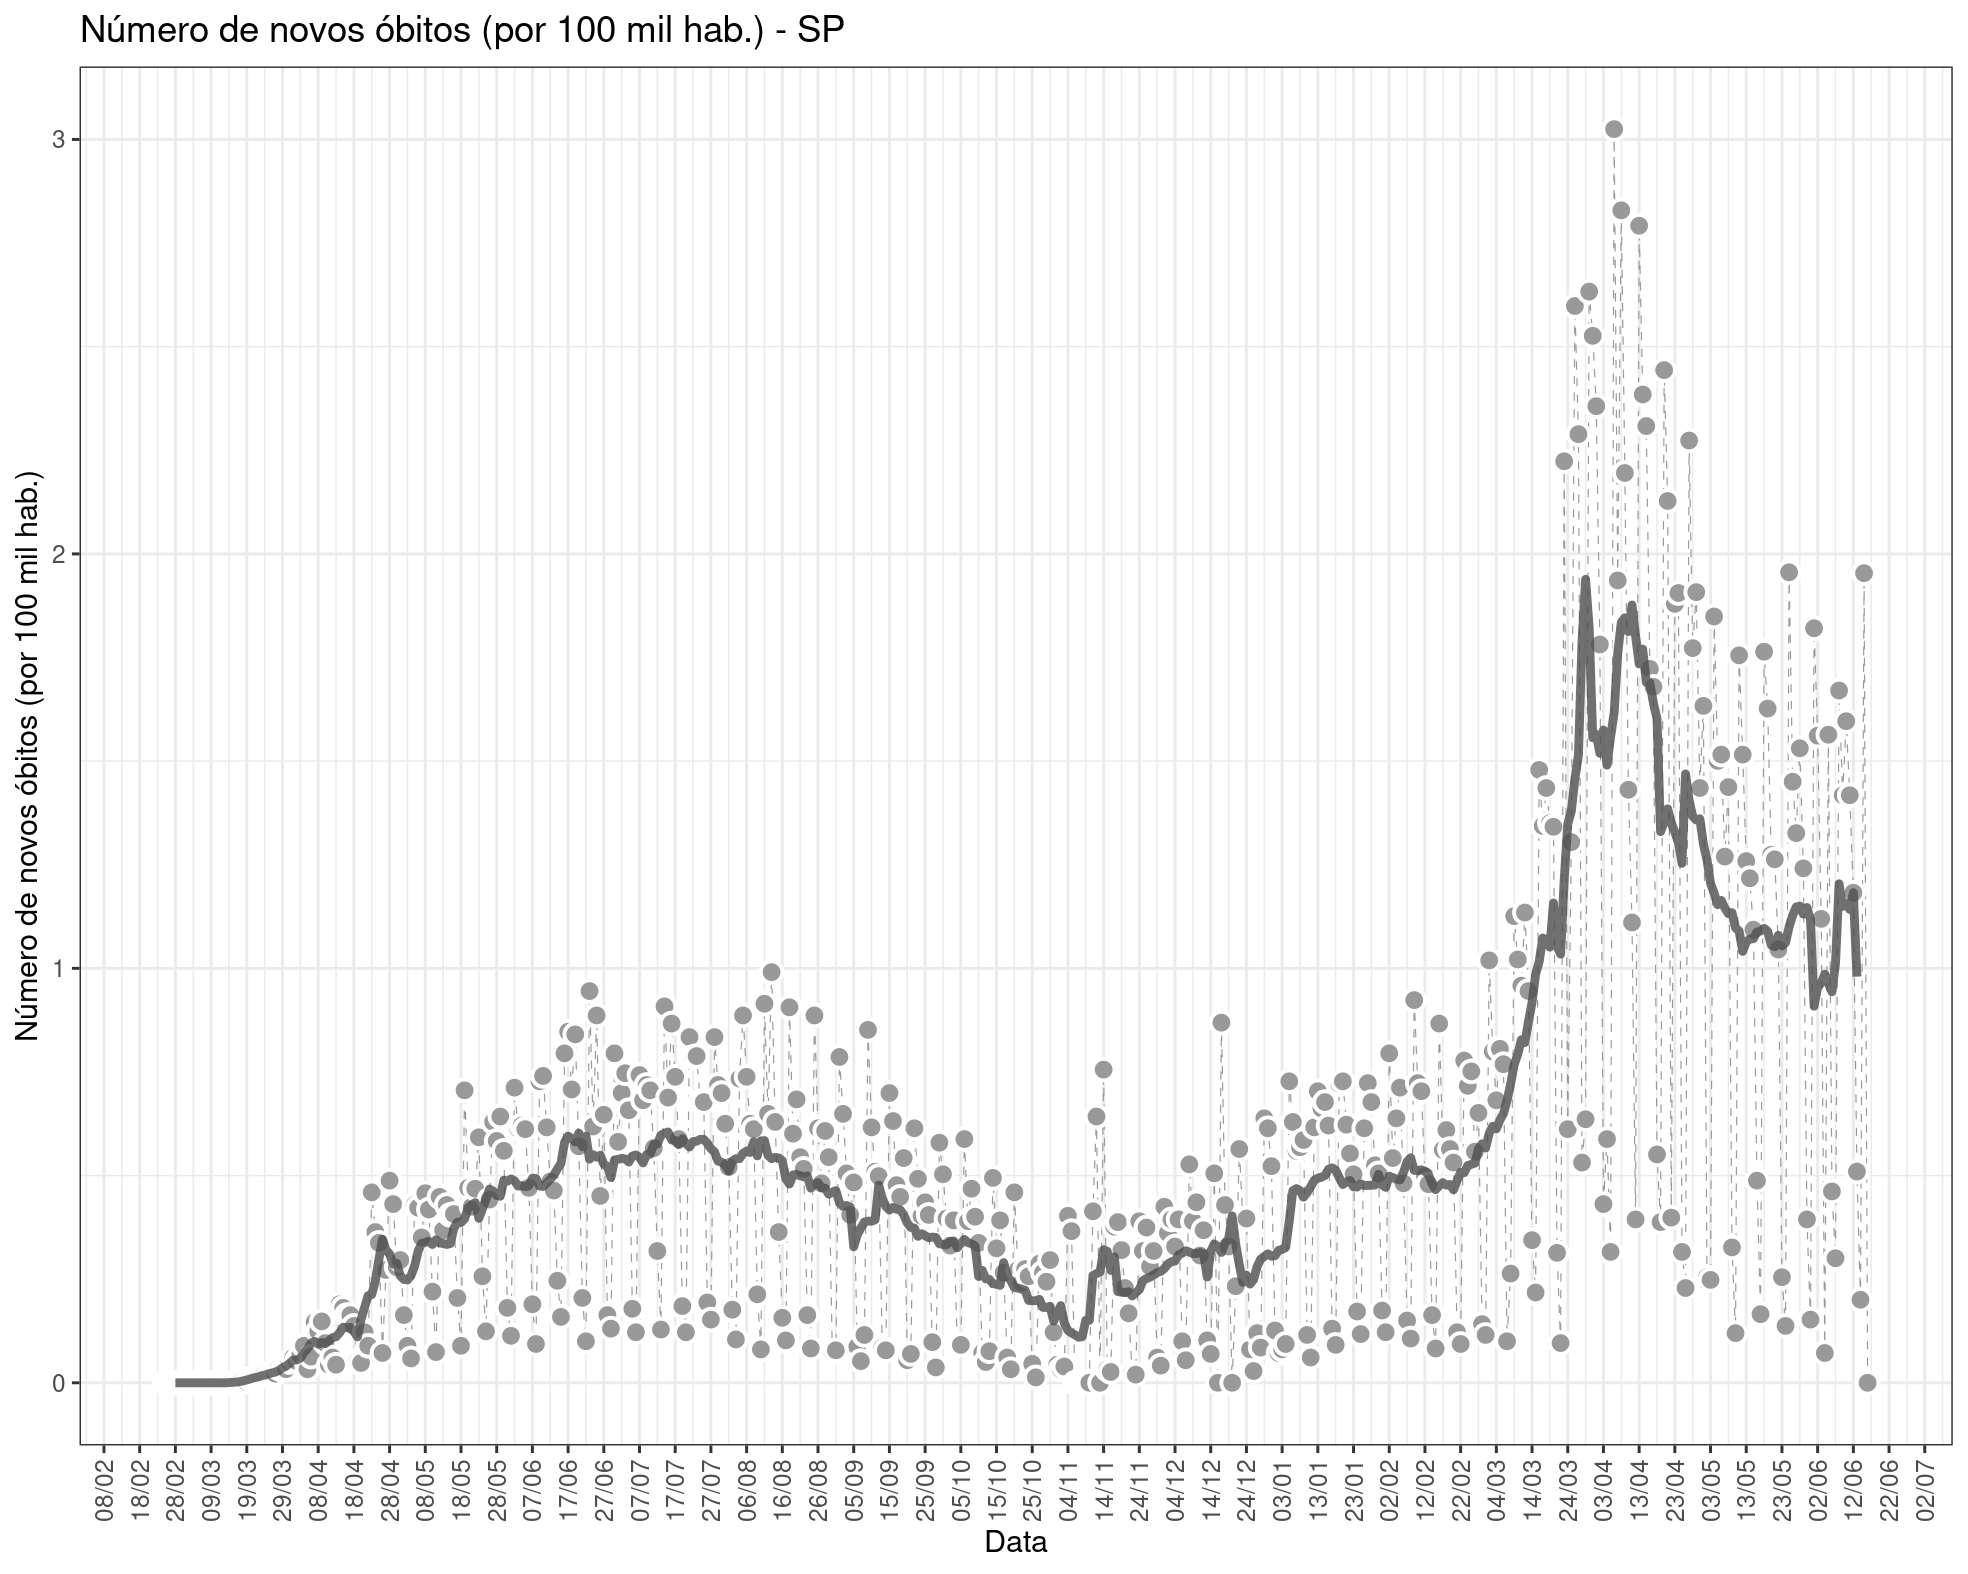 Número de novos óbitos (por 100 mil hab.) - SP
Número de novos óbitos (por 100 mil hab.)
3
2
1
0
08/02 18/02 28/02 09/03 19/03 29/03 08/04 18/04 28/04 08/05 18/05 28/05 07/06 17/06 27/06 07/07 17/07 27/07 06/08 16/08 26/08 05/09 15/09 25/09 05/10 15/10 25/10 04/11 14/11 24/11 04/12 14/12 24/12 03/01 13/01 23/01 02/02 12/02 22/02 04/03 14/03 24/03 03/04 13/04 23/04 03/05 13/05 23/05 02/06 12/06 22/06 02/07
Data